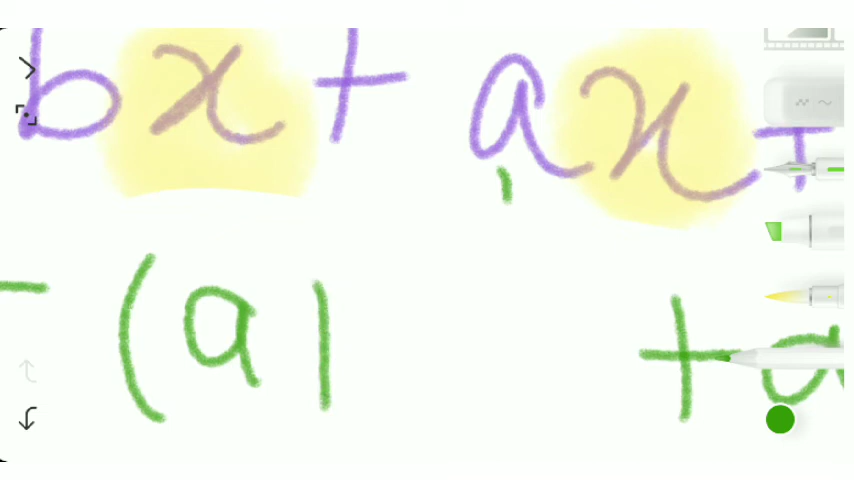 bx + ax +
- (a | + a